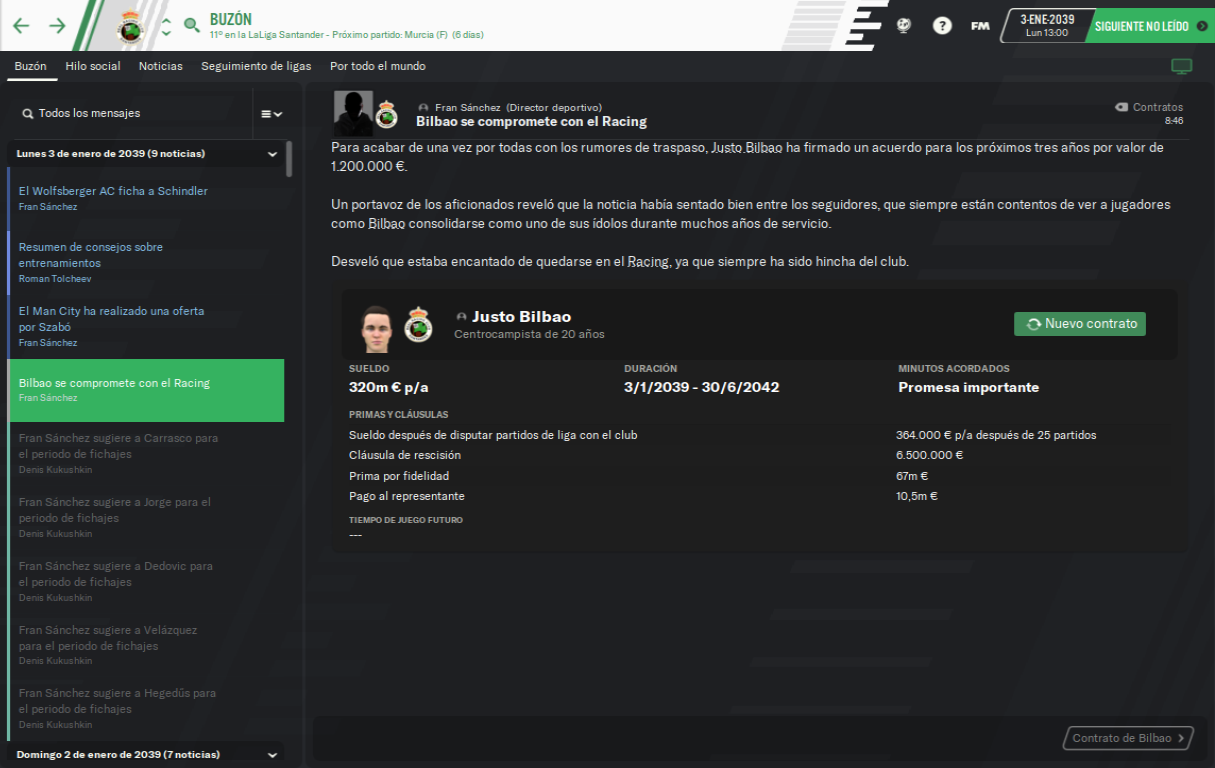 BUZÓN
11º en la LaLiga Santander - Próximo partido: Murcia (F) (6 días)
?
FM
3-ENE-2039
Lun 13:00
SIGUIENTE NO LEÍDO
Buzón Hilo social Noticias Seguimiento de ligas Por todo el mundo
Todos los mensajes
Lunes 3 de enero de 2039 (9 noticias)
El Wolfsberger AC ficha a Schindler
Fran Sánchez
Resumen de consejos sobre
entrenamientos
Roman Tolcheev
El Man City ha realizado una oferta
por Szabó
Fran Sánchez
Bilbao se compromete con el Racing
Fran Sánchez
Fran Sánchez sugiere a Carrasco para
el periodo de fichajes
Denis Kukushkin
Fran Sánchez sugiere a Jorge para el
periodo de fichajes
Denis Kukushkin
Fran Sánchez sugiere a Dedovic para
el periodo de fichajes
Denis Kukushkin
Fran Sánchez sugiere a Velázquez
para el periodo de fichajes
Denis Kukushkin
Fran Sánchez sugiere a Hegedűs para
el periodo de fichajes
Denis Kukushkin
Domingo 2 de enero de 2039 (7 noticias)
Fran Sánchez (Director deportivo)
Bilbao se compromete con el Racing
Contratos
8:46
Para acabar de una vez por todas con los rumores de traspaso, Justo Bilbao ha firmado un acuerdo para los próximos tres años por valor de
1.200.000 €.
Un portavoz de los aficionados reveló que la noticia había sentado bien entre los seguidores, que siempre están contentos de ver a jugadores
como Bilbao consolidarse como uno de sus ídolos durante muchos años de servicio.
Desveló que estaba encantado de quedarse en el Racing, ya que siempre ha sido hincha del club.
Justo Bilbao
Centrocampista de 20 años
Nuevo contrato
SUELDO DURACIÓN MINUTOS ACORDADOS
320m € p/a 3/1/2039 - 30/6/2042 Promesa importante
PRIMAS Y CLÁUSULAS
Sueldo después de disputar partidos de liga con el club 364.000 € p/a después de 25 partidos
Cláusula de rescisión 6.500.000 €
Prima por fidelidad 67m €
Pago al representante 10,5m €
TIEMPO DE JUEGO FUTURO
---
Contrato de Bilbao